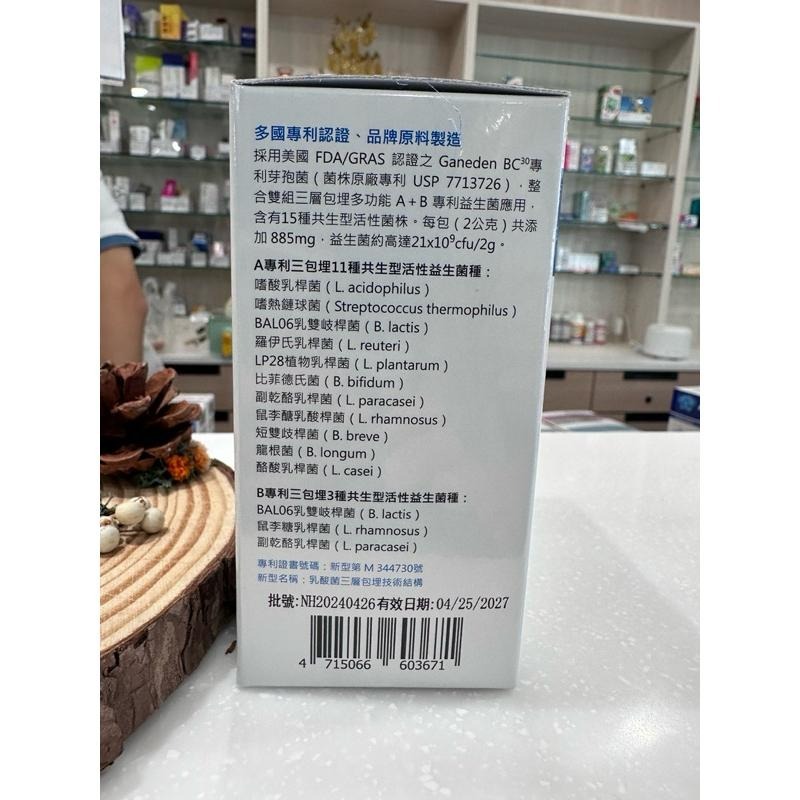 多國專利認證、品牌原料製造
採用美國 FDA/GRAS 認證之 Ganeden BC³⁰專
利芽孢菌（菌株原廠專利 USP 7713726），整
合雙組三層包埋多功能 A+B 專利益生菌應用，
含有15種共生型活性菌株。每包（2公克）共添
加 885mg，益生菌約高達21x10⁹cfu/2g。
A專利三包埋11種共生型活性益生菌種：
嗜酸乳桿菌（L. acidophilus）
嗜熱鏈球菌（Streptococcus thermophilus）
BAL06乳雙岐桿菌（B. lactis）
羅伊氏乳桿菌（L. reuteri）
LP28植物乳桿菌（L. plantarum）
比菲德氏菌（B. bifidum）
副乾酪乳桿菌（L. paracasei）
鼠李醣乳酸桿菌（L. rhamnosus）
短雙歧桿菌（B. breve）
龍根菌（B. longum）
酪酸乳桿菌（L. casei）
B專利三包埋3種共生型活性益生菌種：
BAL06乳雙岐桿菌（B. lactis）
鼠李糖乳桿菌（L. rhamnosus）
副乾酪乳桿菌（L. paracasei）
專利證書號碼：新型第 M 344730號
新型名稱：乳酸菌三層包埋技術結構
批號:NH20240426有效日期:04/25/2027
4 715066 603671